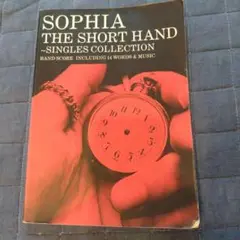 SOPHIA
THE SHORT HAND
~SINGLES COLLECTION
BAND SCORE INCLUDING 14 WORDS & MUSIC